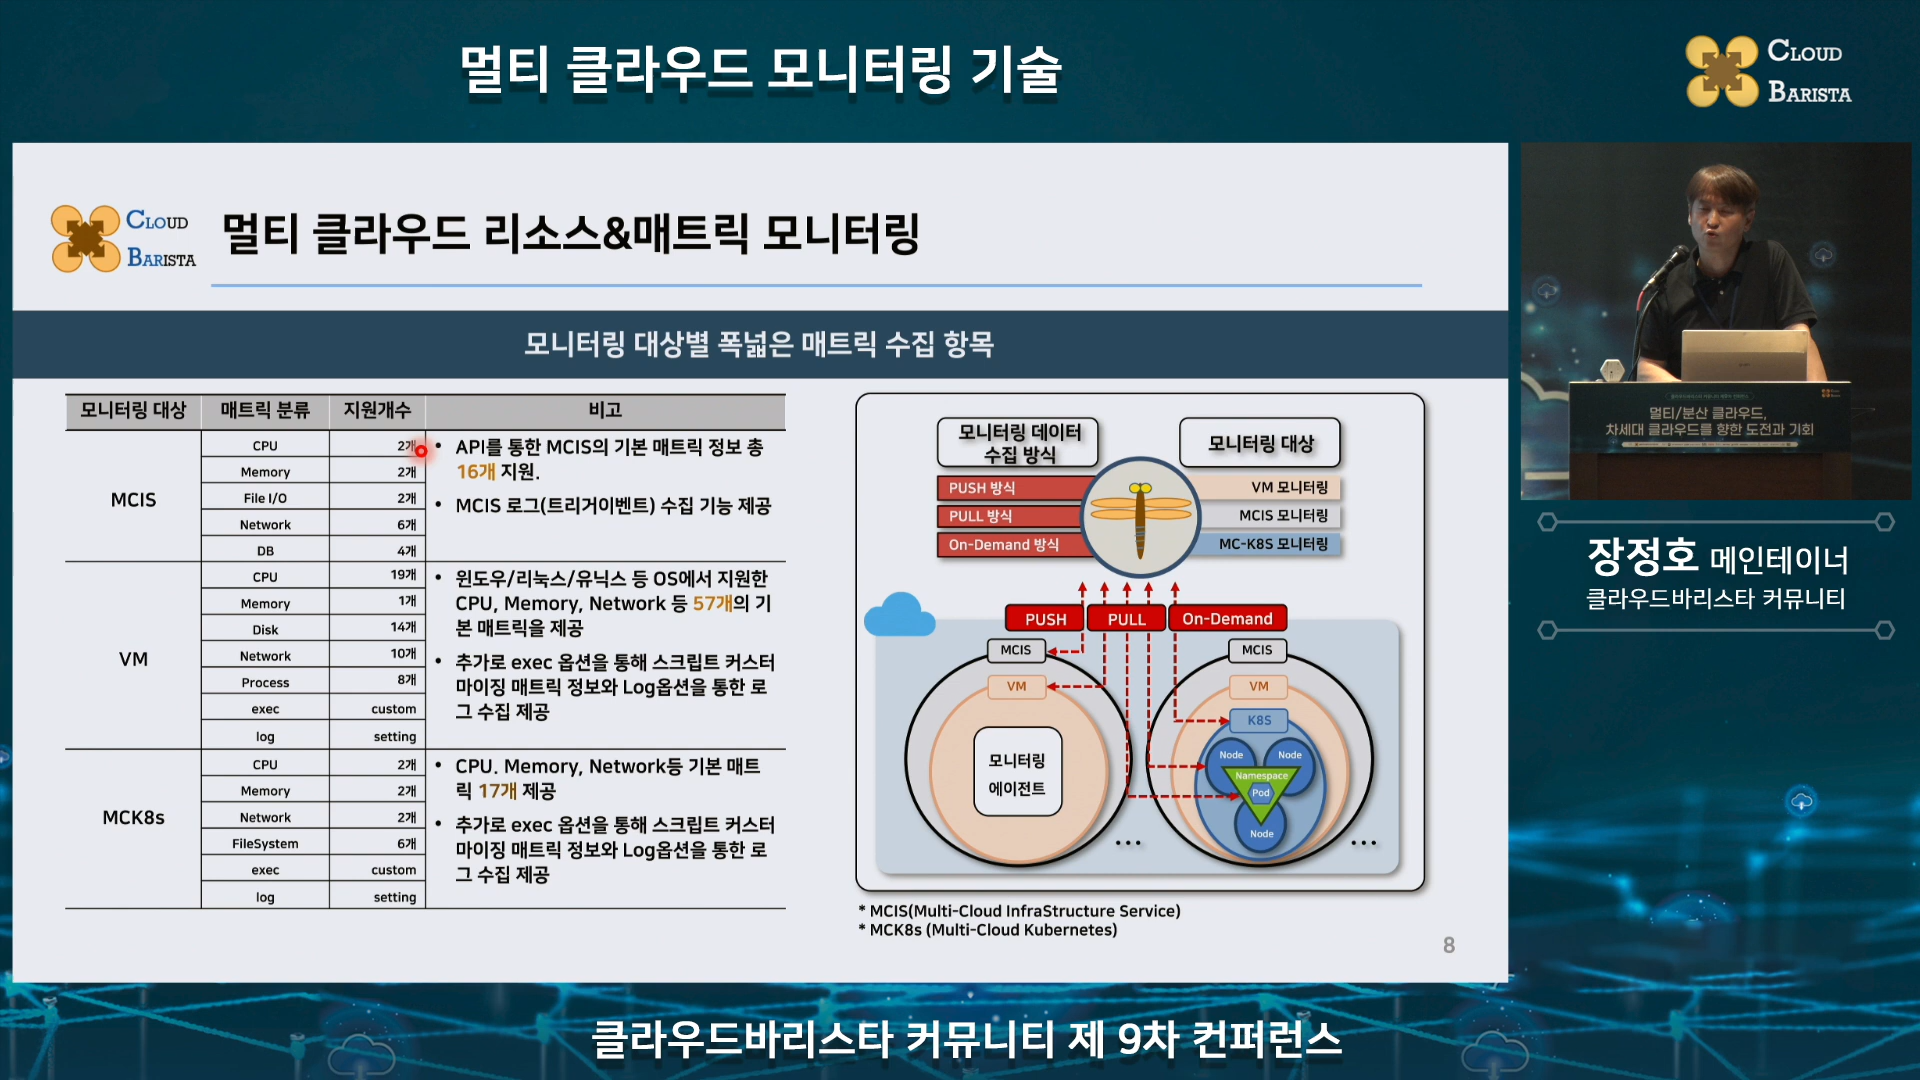 멀티 클라우드 모니터링 기술
CLOUD
BARISTA
CLOUD
BARISTA
멀티 클라우드 리소스&매트릭 모니터링
모니터링 대상별 폭넓은 매트릭 수집 항목
모니터링 대상 매트릭 분류 지원개수 비고
MCIS
CPU 2개
Memory 2개
File I/O 2개
Network 6개
DB 4개
• API를 통한 MCIS의 기본 매트릭 정보 총
16개 지원.
• MCIS 로그(트리거이벤트) 수집 기능 제공
VM
CPU 19개
Memory 1개
Disk 14개
Network 10개
Process 8개
exec custom
log setting
• 윈도우/리눅스/유닉스 등 OS에서 지원한
CPU, Memory, Network 등 57개의 기
본 매트릭을 제공
• 추가로 exec 옵션을 통해 스크립트 커스터
마이징 매트릭 정보와 Log옵션을 통한 로
그 수집 제공
MCK8s
CPU 2개
Memory 2개
Network 2개
FileSystem 6개
exec custom
log setting
• CPU. Memory, Network등 기본 매트
릭 17개 제공
• 추가로 exec 옵션을 통해 스크립트 커스터
마이징 매트릭 정보와 Log옵션을 통한 로
그 수집 제공
모니터링 데이터
수집 방식
모니터링 대상
PUSH 방식
PULL 방식
On-Demand 방식
VM 모니터링
MCIS 모니터링
MC-K8S 모니터링
PUSH PULL On-Demand
MCIS
VM
모니터링
에이전트
...
MCIS
VM
K8S
Node Node
Namespace
Pod
Node
...
* MCIS(Multi-Cloud InfraStructure Service)
* MCK8s (Multi-Cloud Kubernetes)
8
멀티/분산 클라우드,
차세대 클라우드를 향한 도전과 기회
장정호 메인테이너
클라우드바리스타 커뮤니티
클라우드바리스타 커뮤니티 제 9차 컨퍼런스